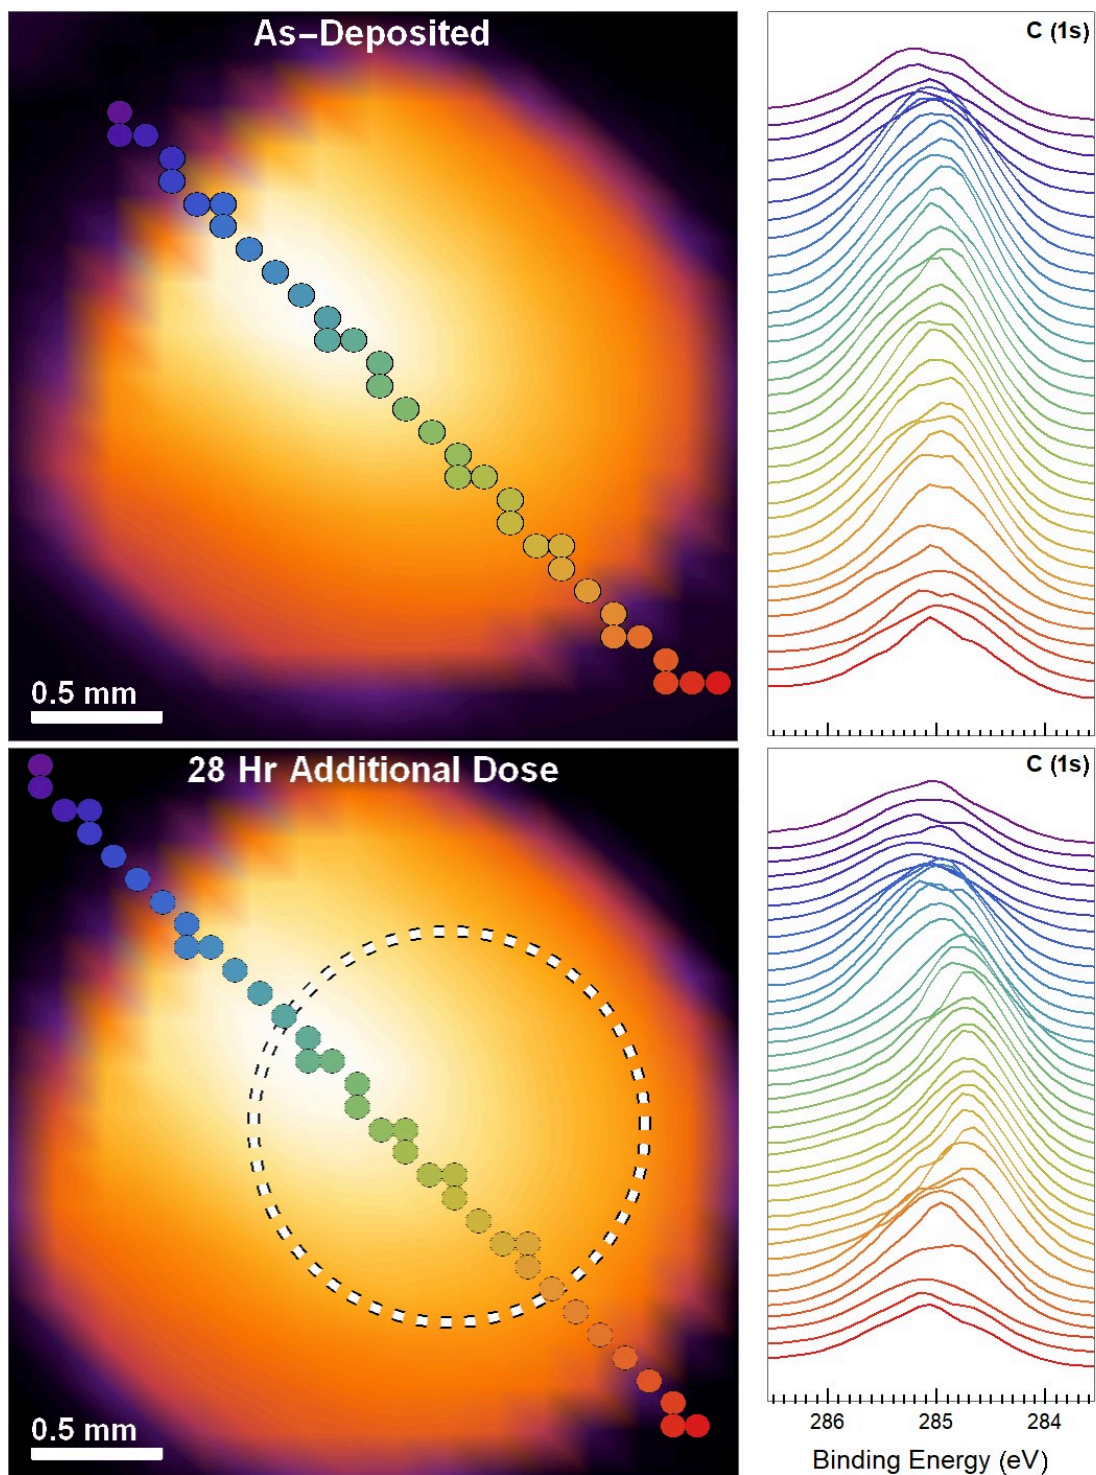 As-Deposited
C (1s)
0.5 mm
28 Hr Additional Dose
C (1s)
0.5 mm
286 285 284
Binding Energy (eV)